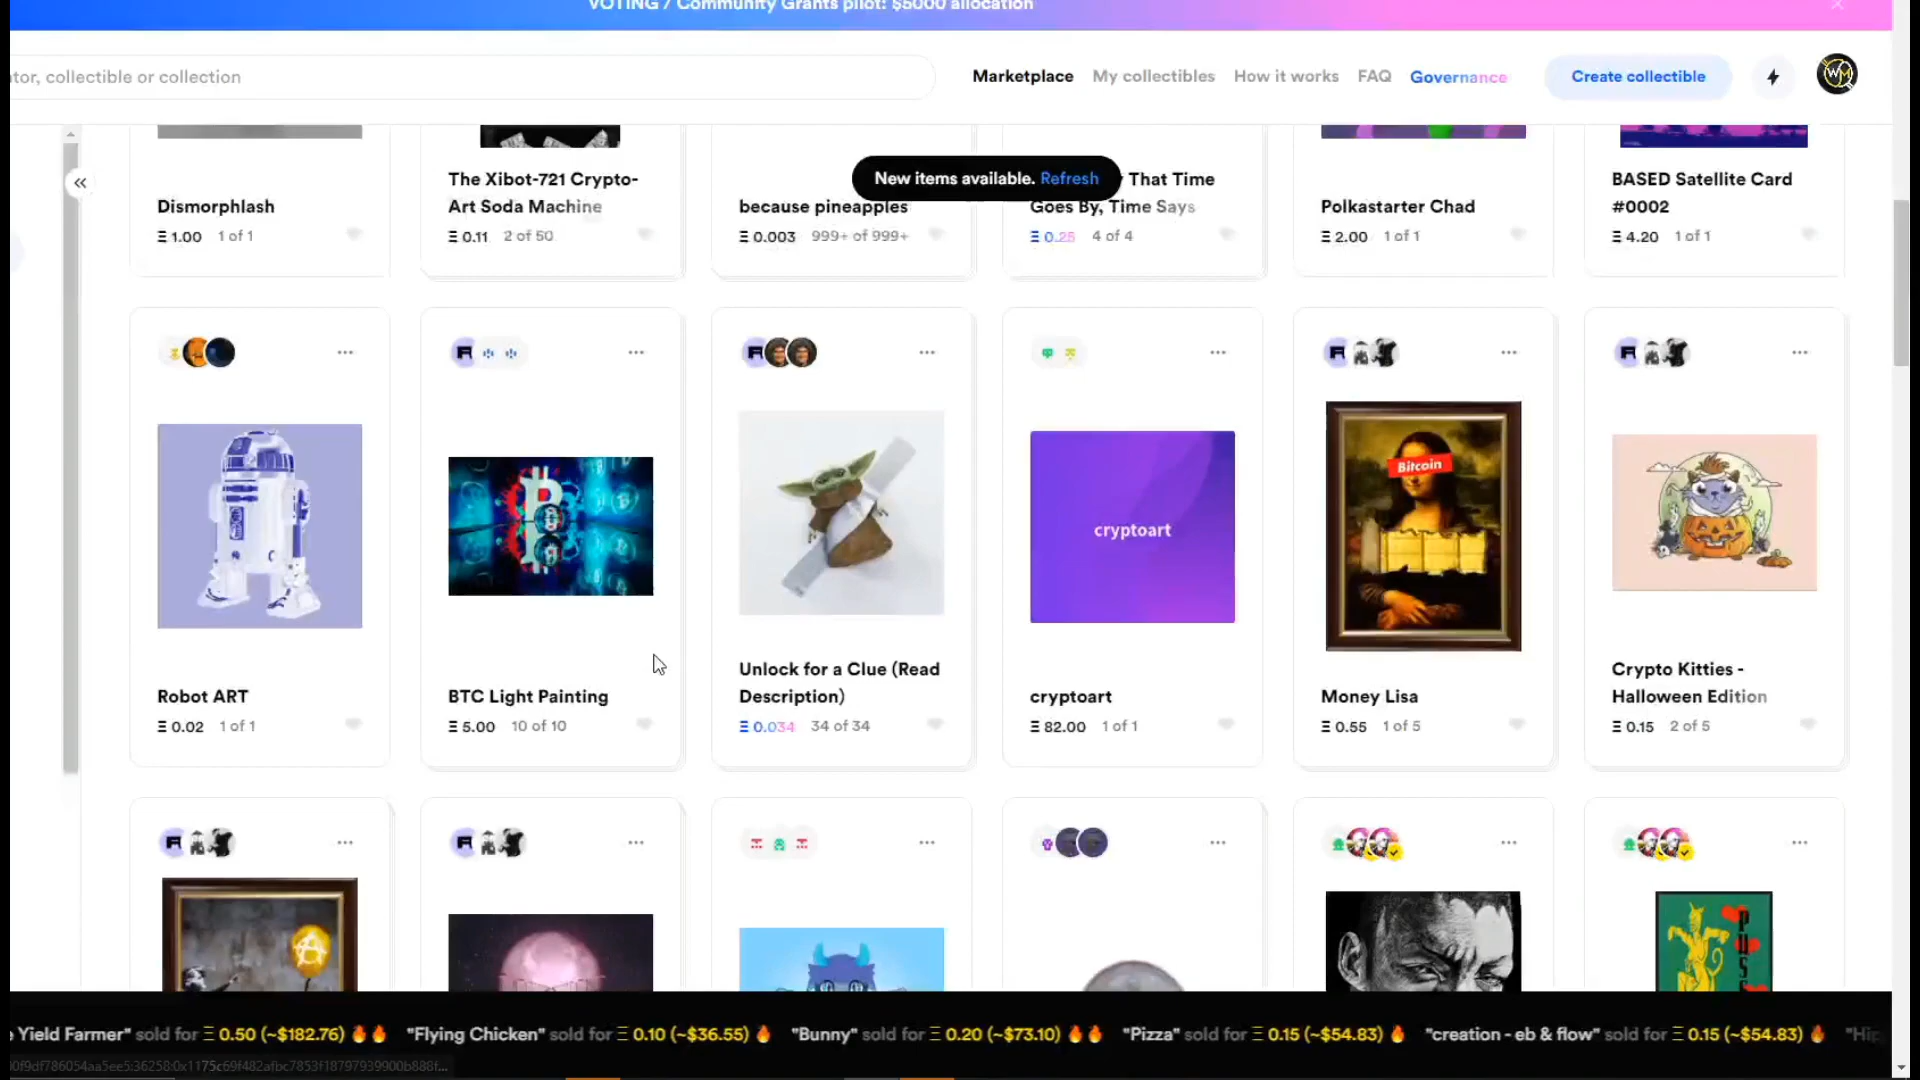 VOTING / Community Grants pilot: $5000 allocation
tor, collectible or collection
Marketplace My collectibles How it works FAQ Governance Create collectible
New items available. Refresh
Dismorphlash
Ξ 1.00 1 of 1
The Xibot-721 Crypto-
Art Soda Machine
Ξ 0.11 2 of 50
because pineapples
Ξ 0.003 999+ of 999+
That Time
Goes By, Time Says
Ξ 0.25 4 of 4
Polkastarter Chad
Ξ 2.00 1 of 1
BASED Satellite Card
#0002
Ξ 4.20 1 of 1
Robot ART
Ξ 0.02 1 of 1
BTC Light Painting
Ξ 5.00 10 of 10
Unlock for a Clue (Read
Description)
Ξ 0.034 34 of 34
cryptoart
cryptoart
Ξ 82.00 1 of 1
Bitcoin
Money Lisa
Ξ 0.55 1 of 5
Crypto Kitties -
Halloween Edition
Ξ 0.15 2 of 5
PUS
Yield Farmer" sold for Ξ 0.50 (~$182.76) "Flying Chicken" sold for Ξ 0.10 (~$36.55) "Bunny" sold for Ξ 0.20 (~$73.10) "Pizza" sold for Ξ 0.15 (~$54.83) "creation - eb & flow" sold for Ξ 0.15 (~$54.83)